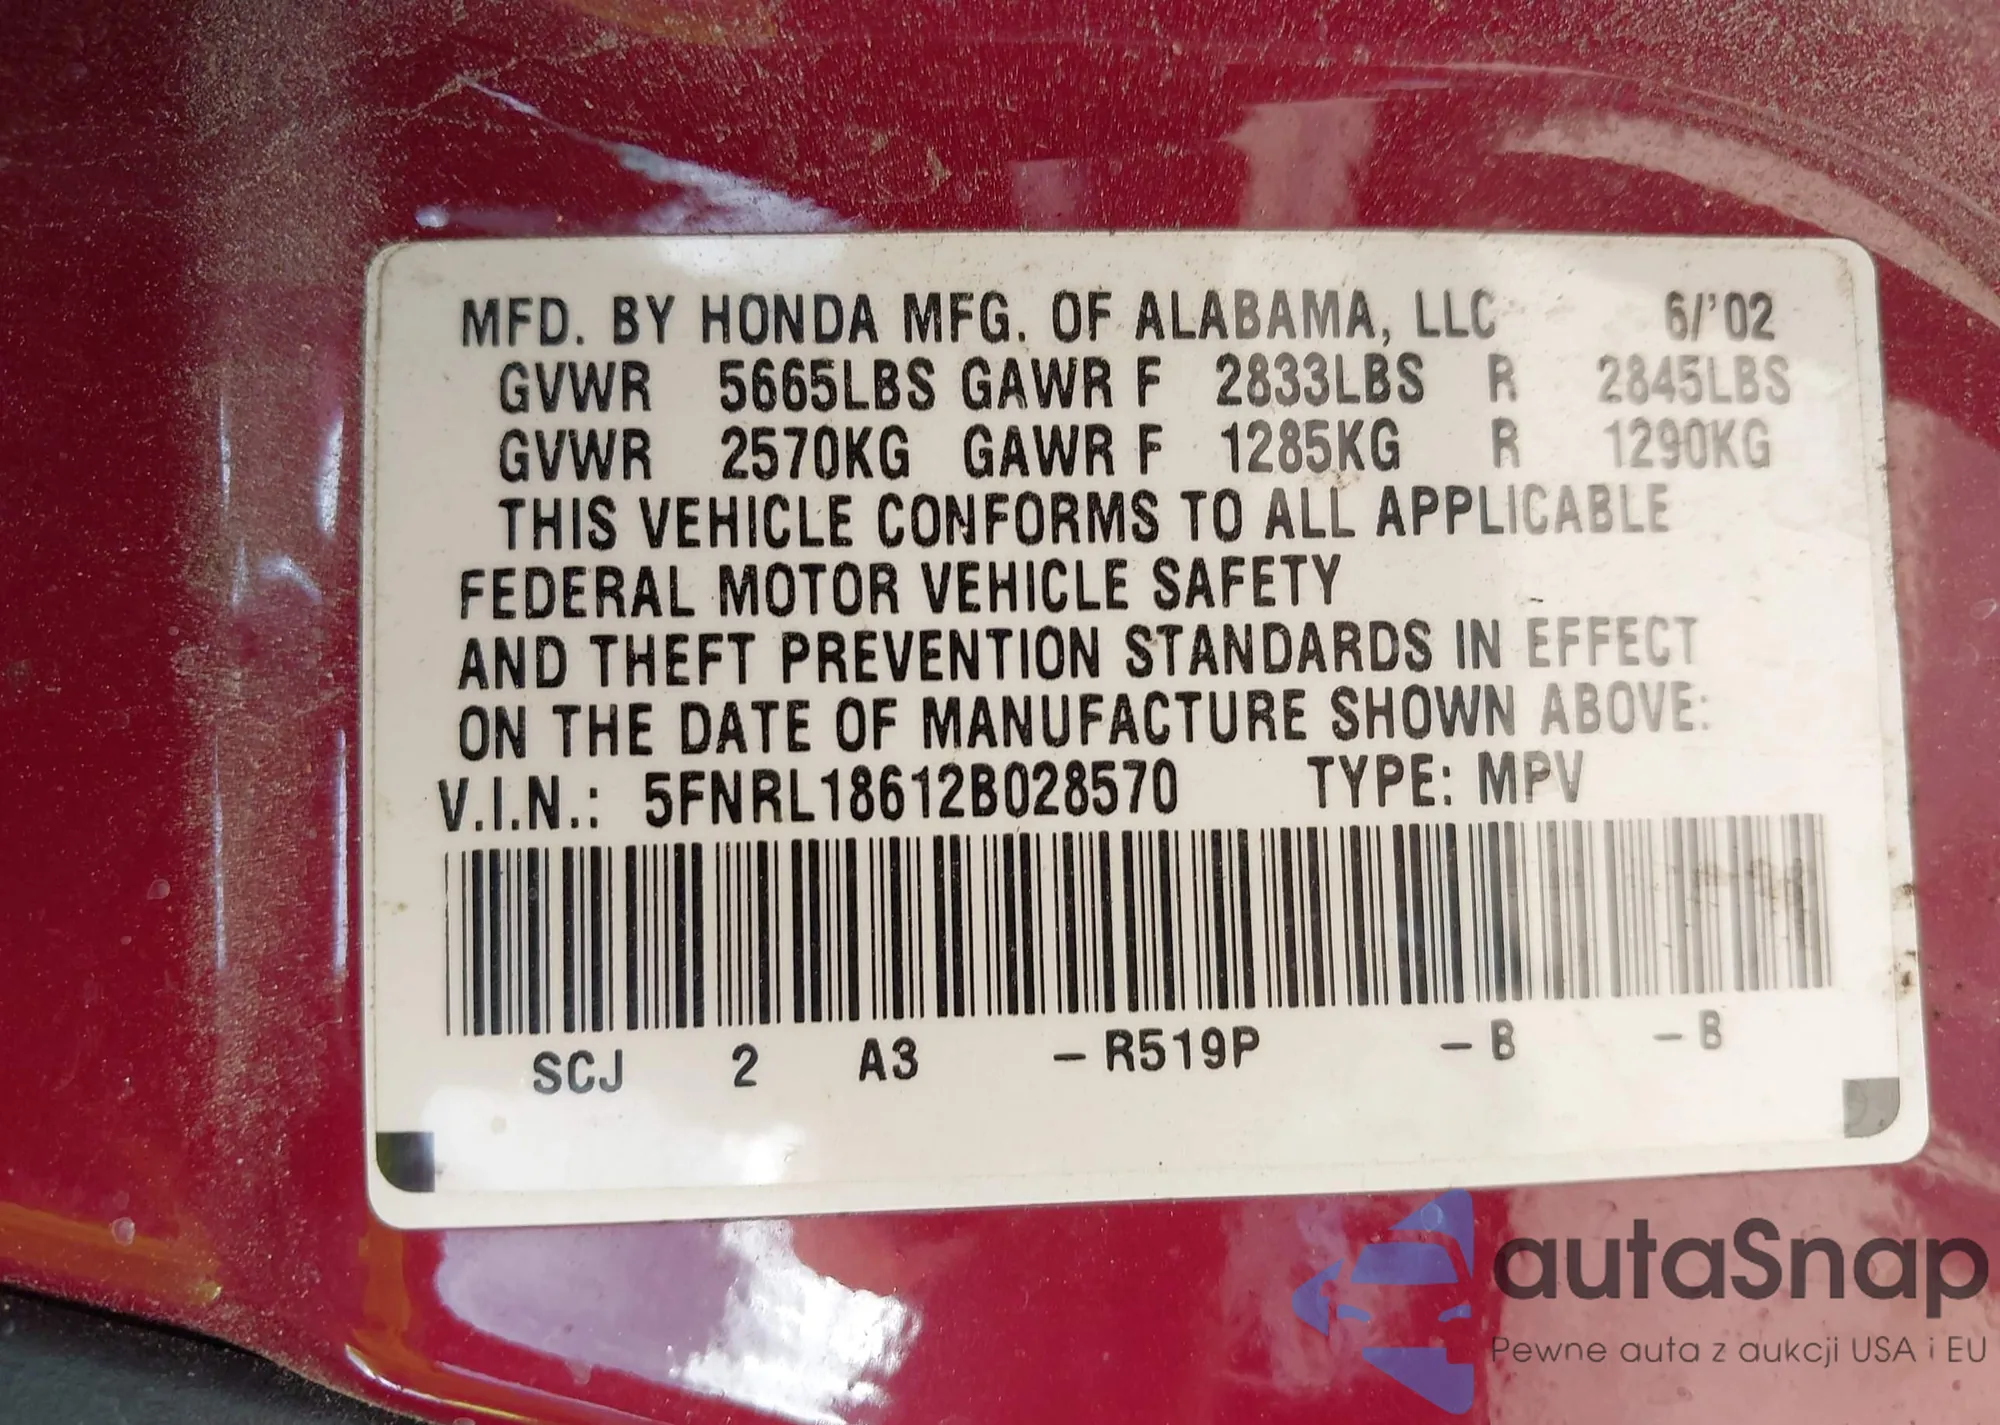 MFD. BY HONDA MFG. OF ALABAMA, LLC 6/'02
GVWR 5665LBS GAWR F 2833LBS R 2845LBS
GVWR 2570KG GAWR F 1285KG R 1290KG
THIS VEHICLE CONFORMS TO ALL APPLICABLE
FEDERAL MOTOR VEHICLE SAFETY
AND THEFT PREVENTION STANDARDS IN EFFECT
ON THE DATE OF MANUFACTURE SHOWN ABOVE:
V.I.N.: 5FNRL18612B028570 TYPE: MPV
SCJ 2 A3 - R519P - B - B
autaSnap
Pewne auta z aukcji USA i EU